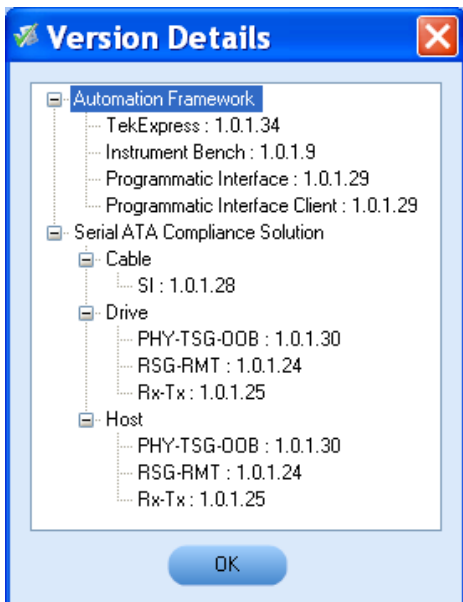 Version Details
Automation Framework
TekExpress : 1.0.1.34
Instrument Bench : 1.0.1.9
Programmatic Interface : 1.0.1.29
Programmatic Interface Client : 1.0.1.29
Serial ATA Compliance Solution
Cable
SI : 1.0.1.28
Drive
PHY-TSG-OOB : 1.0.1.30
RSG-RMT : 1.0.1.24
Rx-Tx : 1.0.1.25
Host
PHY-TSG-OOB : 1.0.1.30
RSG-RMT : 1.0.1.24
Rx-Tx : 1.0.1.25
OK